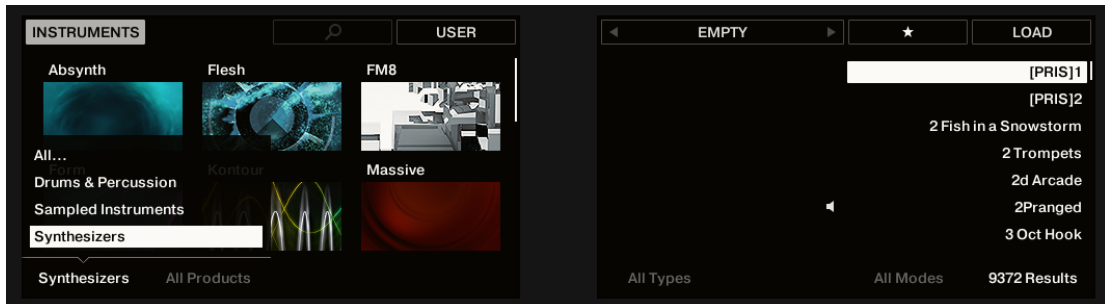 INSTRUMENTS
USER
Absynth
Flesh
FM8
All...
Form
Kontour
Massive
Drums & Percussion
Sampled Instruments
Synthesizers
Synthesizers
All Products
EMPTY
★
LOAD
[PRIS]1
[PRIS]2
2 Fish in a Snowstorm
2 Trompets
2d Arcade
2Pranged
3 Oct Hook
All Types
All Modes
9372 Results